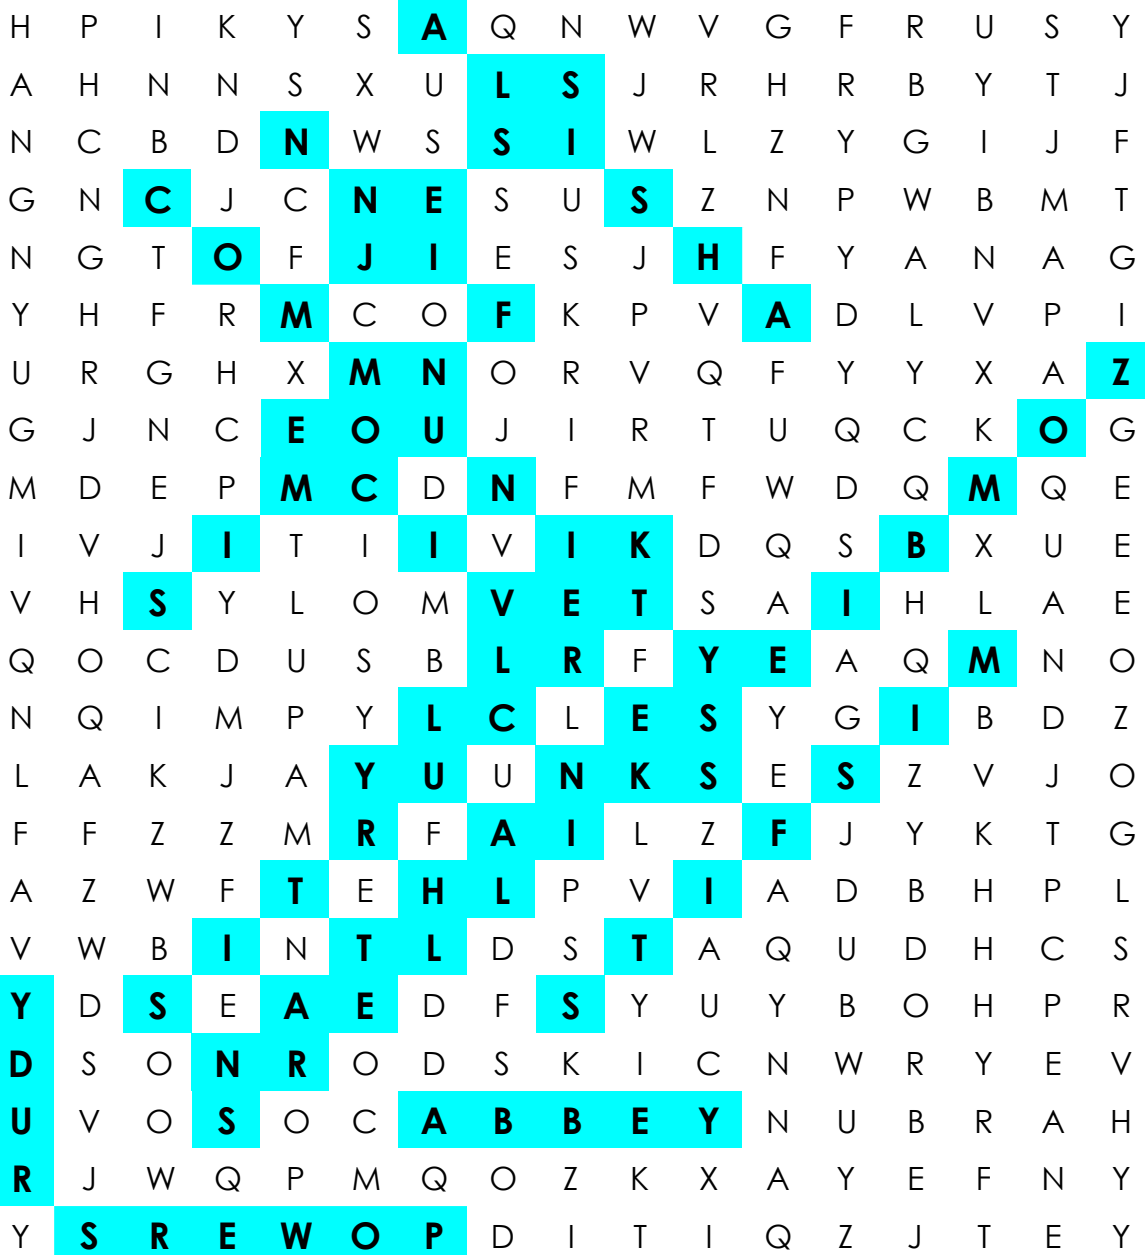 H P I K Y S A Q N W V G F R U S Y
A H N N S X U L S J R H R B Y T J
N C B D N W S S I W L Z Y G I J F
G N C J C N E S U S Z N P W B M T
N G T O F J I E S J H F Y A N A G
Y H F R M C O F K P V A D L V P I
U R G H X M N O R V Q F Y Y X A Z
G J N C E O U J I R T U Q C K O G
M D E P M C D N F M F W D Q M Q E
I V J I T I I V I K D Q S B X U E
V H S Y L O M V E T S A I H L A E
Q O C D U S B L R F Y E A Q M N O
N Q I M P Y L C L E S Y G I B D Z
L A K J A Y U U N K S E S Z V J O
F F Z Z M R F A I L Z F J Y K T G
A Z W F T E H L P V I A D B H P L
V W B I N T L D S T A Q U D H C S
Y D S E A E D F S Y U Y B O H P R
D S O N R O D S K I C N W R Y E V
U V O S O C A B B E Y N U B R A H
R J W Q P M Q O Z K X A Y E F N Y
Y S R E W O P D I T I Q Z J T E Y